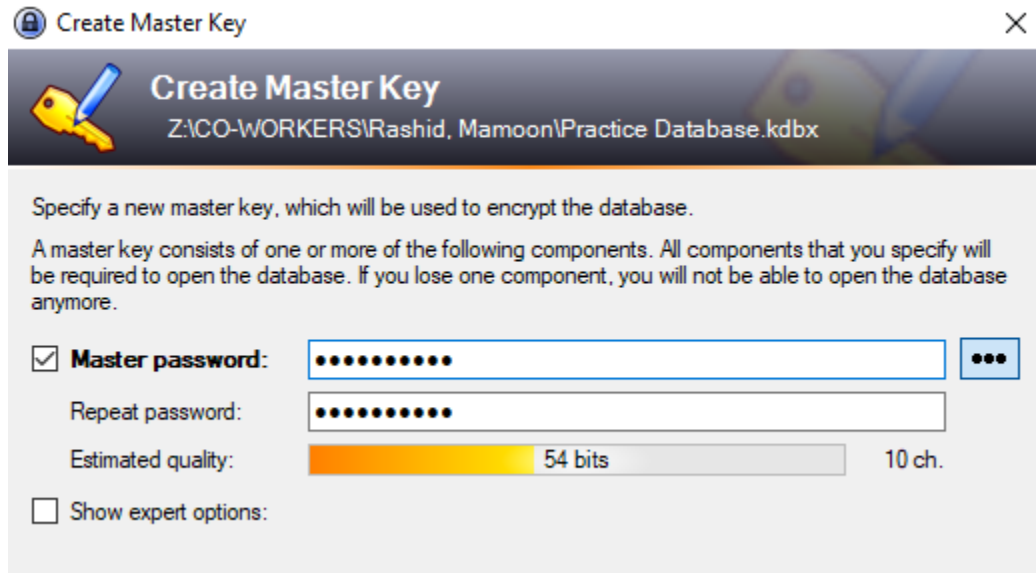 Create Master Key
Create Master Key
Z:\CO-WORKERS\Rashid, Mamoon\Practice Database.kdbx
Specify a new master key, which will be used to encrypt the database.
A master key consists of one or more of the following components. All components that you specify will
be required to open the database. If you lose one component, you will not be able to open the database
anymore.
Master password: ●●●●●●●●●● ●●●
Repeat password: ●●●●●●●●●●
Estimated quality: 54 bits 10 ch.
Show expert options: